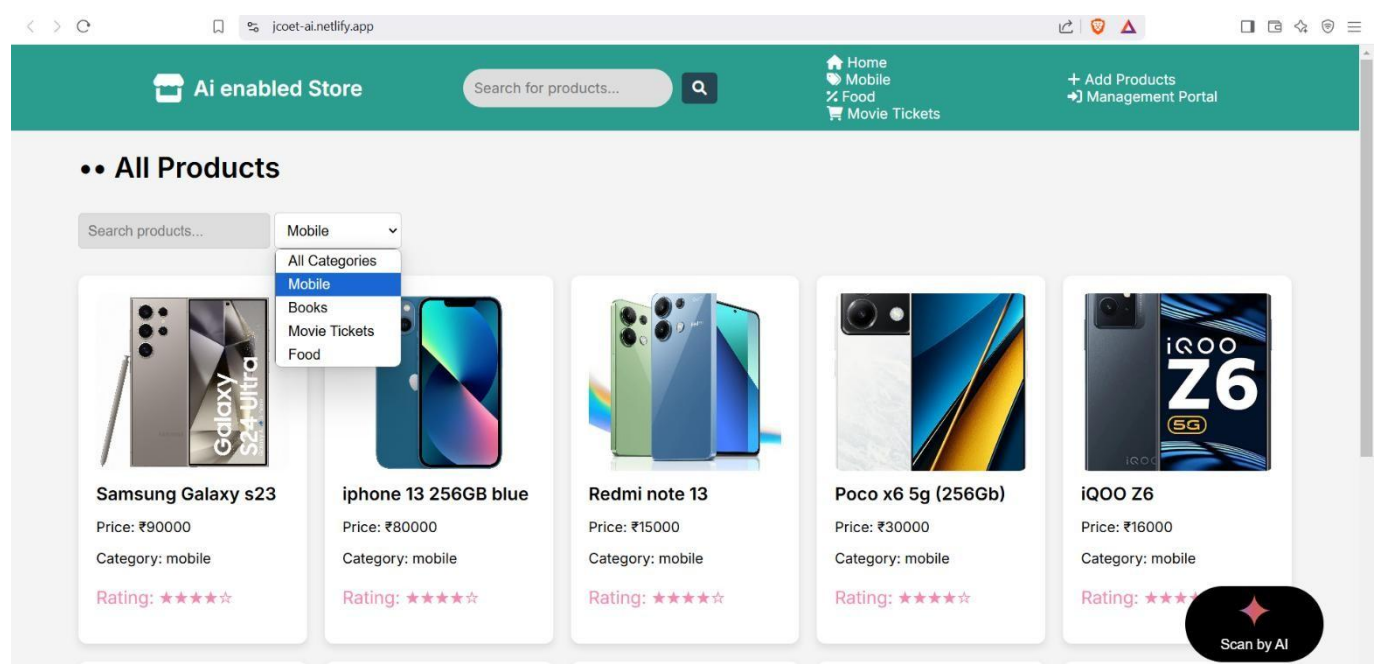 jcoet-ai.netlify.app
Ai enabled Store
Search for products...
Home
Mobile
Food
Movie Tickets
+ Add Products
Management Portal
•• All Products
Search products...
Mobile
All Categories
Mobile
Books
Movie Tickets
Food
Galaxy
S24 Ultra
iQOO
Z6
5G
iQOO
Samsung Galaxy s23
Price: ₹90000
Category: mobile
Rating: ★★★★☆
iphone 13 256GB blue
Price: ₹80000
Category: mobile
Rating: ★★★★☆
Redmi note 13
Price: ₹15000
Category: mobile
Rating: ★★★★☆
Poco x6 5g (256Gb)
Price: ₹30000
Category: mobile
Rating: ★★★★☆
iQOO Z6
Price: ₹16000
Category: mobile
Rating: ★★★★
Scan by AI